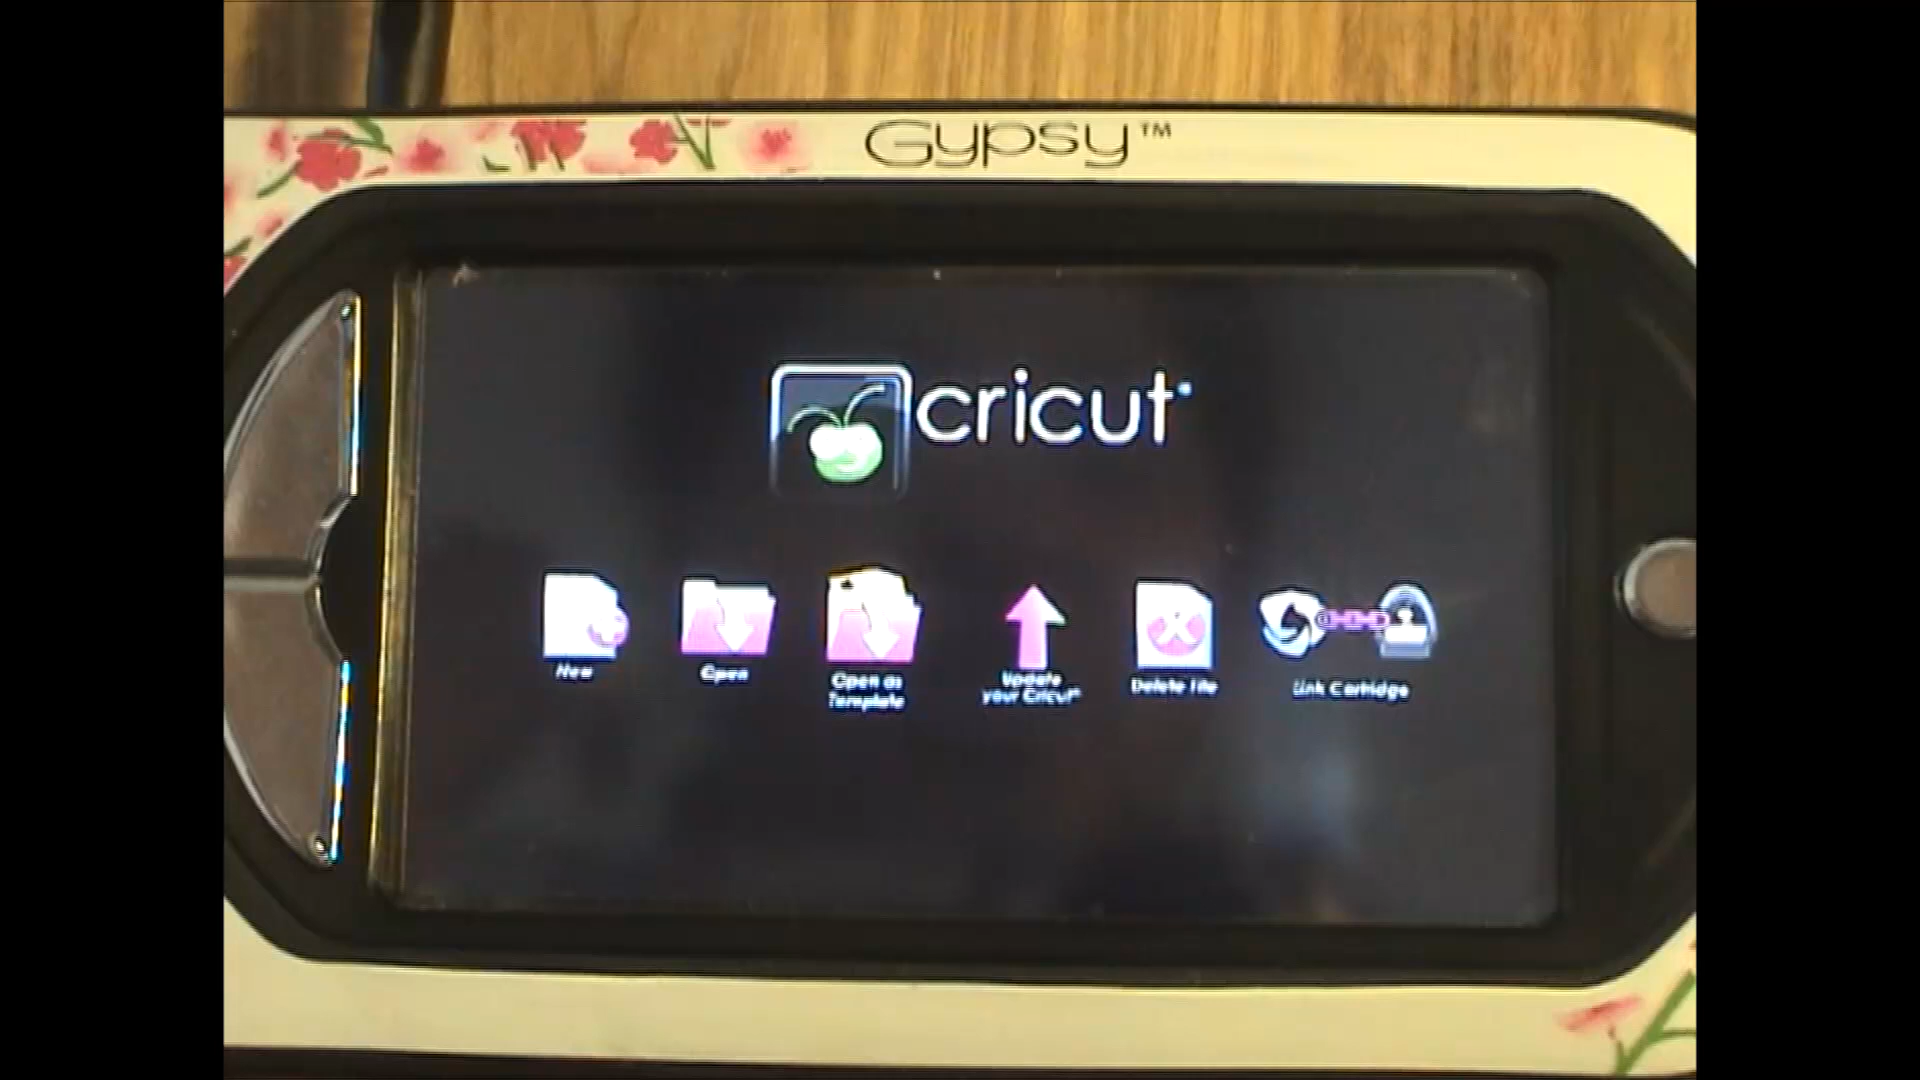 Gypsy™
cricut
New
Open
Open as
Template
Update
your Cricut®
Delete File
Link Cartridge